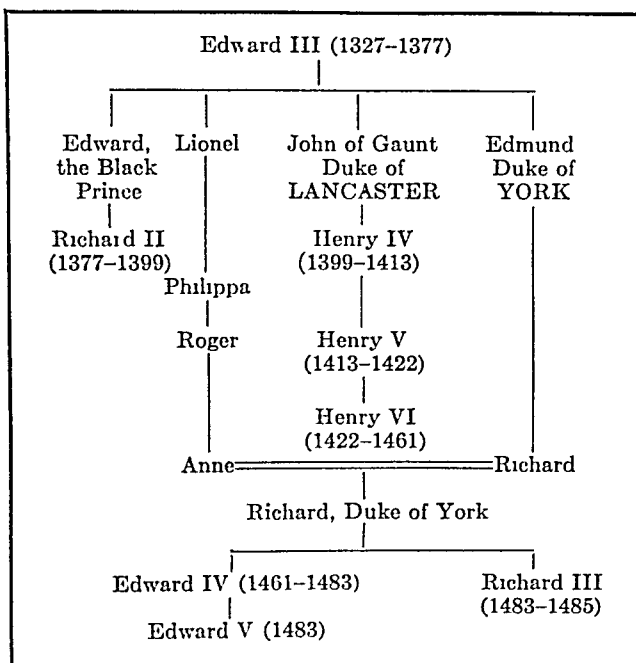 Edward III (1327–1377)
Edward, the Black Prince
Lionel
John of Gaunt Duke of LANCASTER
Edmund Duke of YORK
Richard II (1377–1399)
Henry IV (1399–1413)
Philippa
Roger
Henry V (1413–1422)
Henry VI (1422–1461)
Anne
Richard
Richard, Duke of York
Edward IV (1461–1483)
Richard III (1483–1485)
Edward V (1483)